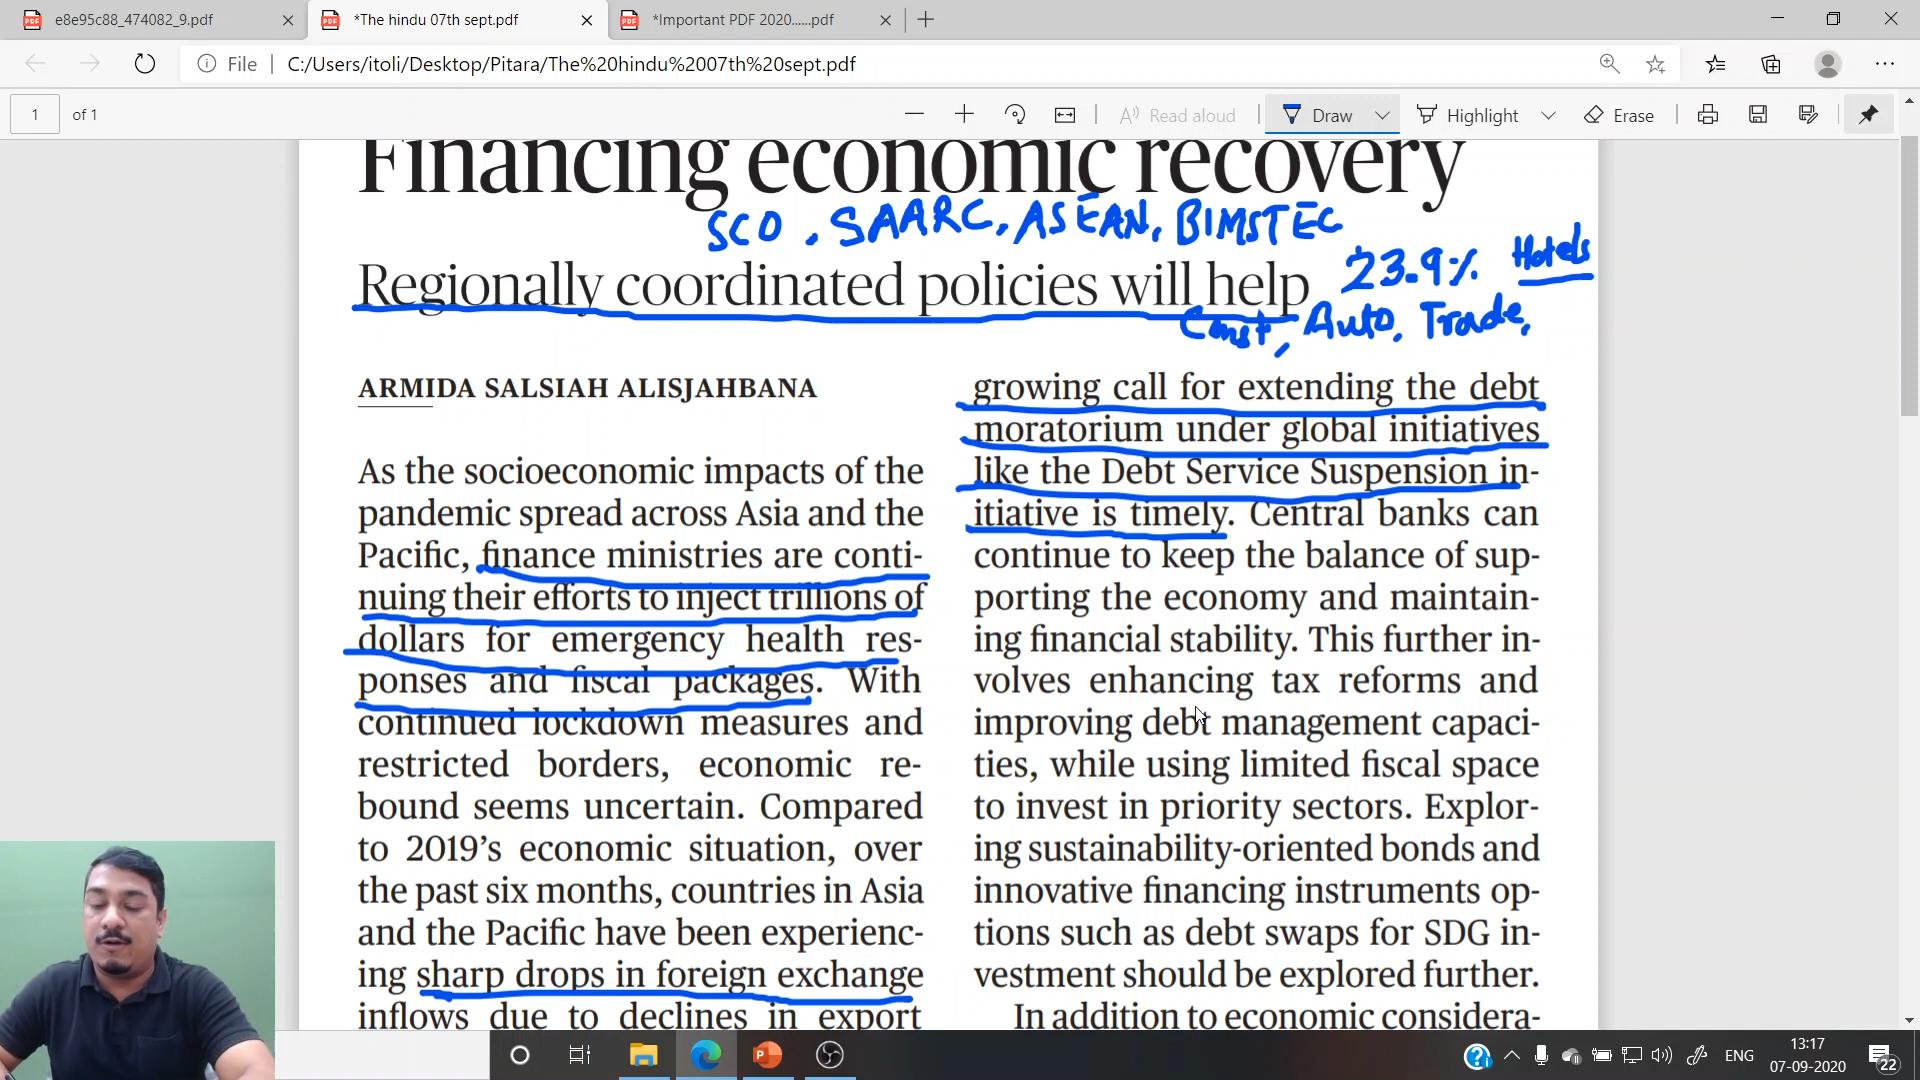 e8e95c88_474082_9.pdf
*The hindu 07th sept.pdf
*Important PDF 2020......pdf
File
C:/Users/itoli/Desktop/Pitara/The%20hindu%2007th%20sept.pdf
1 of 1
Read aloud
Draw
Highlight
Erase
Financing economic recovery
SCO, SAARC, ASEAN, BIMSTEC
23.9% Hotels
Regionally coordinated policies will help
Const, Auto, Trade,
ARMIDA SALSIAH ALISJAHBANA
As the socioeconomic impacts of the
pandemic spread across Asia and the
Pacific, finance ministries are conti-
nuing their efforts to inject trillions of
dollars for emergency health res-
ponses and fiscal packages. With
continued lockdown measures and
restricted borders, economic re-
bound seems uncertain. Compared
to 2019’s economic situation, over
the past six months, countries in Asia
and the Pacific have been experienc-
ing sharp drops in foreign exchange
inflows due to declines in export
growing call for extending the debt
moratorium under global initiatives
like the Debt Service Suspension in-
itiative is timely. Central banks can
continue to keep the balance of sup-
porting the economy and maintain-
ing financial stability. This further in-
volves enhancing tax reforms and
improving debt management capaci-
ties, while using limited fiscal space
to invest in priority sectors. Explor-
ing sustainability-oriented bonds and
innovative financing instruments op-
tions such as debt swaps for SDG in-
vestment should be explored further.
In addition to economic considera-
ENG
13:17
07-09-2020
22